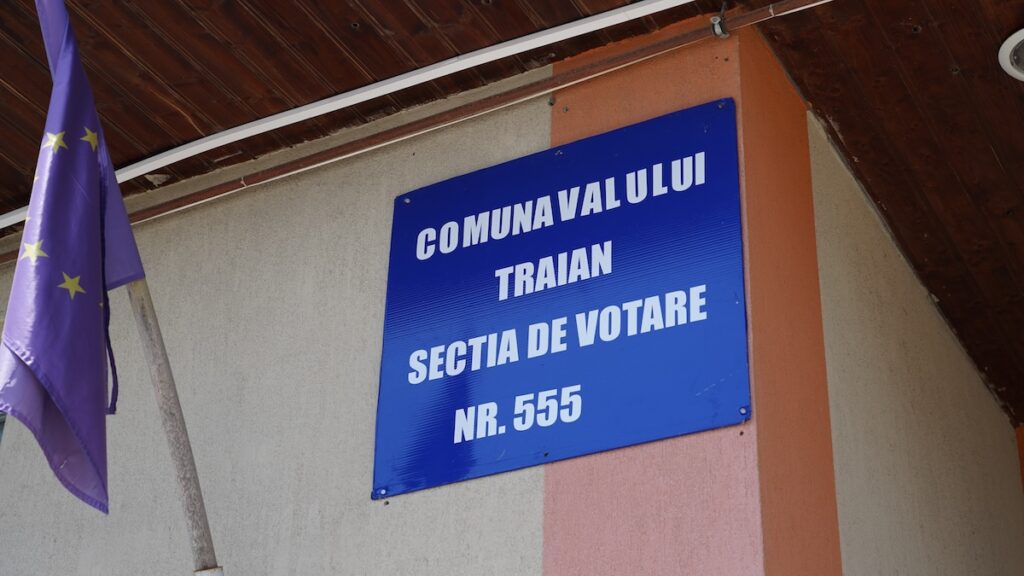 COMUNA VALULUI
TRAIAN
SECTIA DE VOTARE
NR. 555